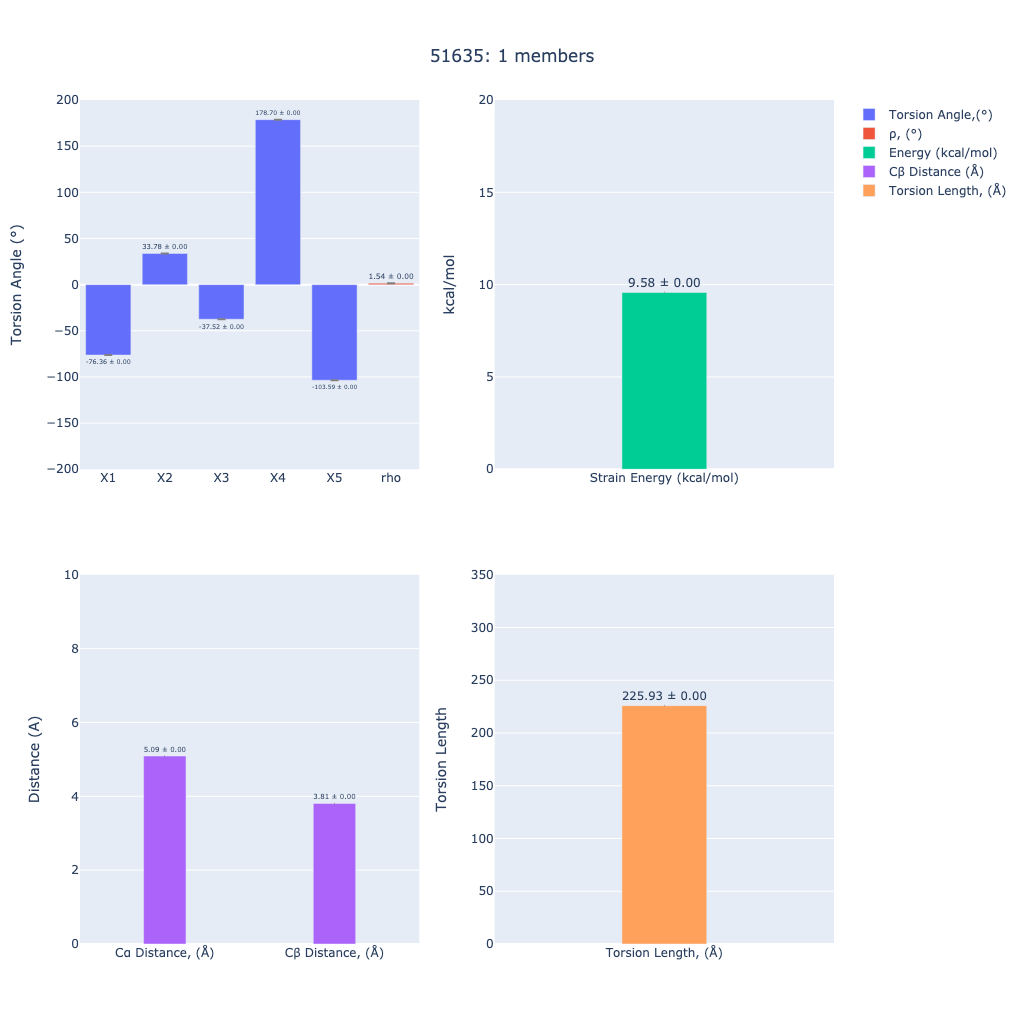 51635: 1 members
Torsion Angle (°)
200
150
100
50
0
−50
−100
−150
−200
-76.36 ± 0.00
33.78 ± 0.00
-37.52 ± 0.00
178.70 ± 0.00
-103.59 ± 0.00
1.54 ± 0.00
X1 X2 X3 X4 X5 rho
kcal/mol
20
15
10
5
0
9.58 ± 0.00
Strain Energy (kcal/mol)
Torsion Angle,(°)
ρ, (°)
Energy (kcal/mol)
Cβ Distance (Å)
Torsion Length, (Å)
Distance (A)
10
8
6
4
2
0
5.09 ± 0.00
3.81 ± 0.00
Cα Distance, (Å) Cβ Distance, (Å)
Torsion Length
350
300
250
200
150
100
50
0
225.93 ± 0.00
Torsion Length, (Å)